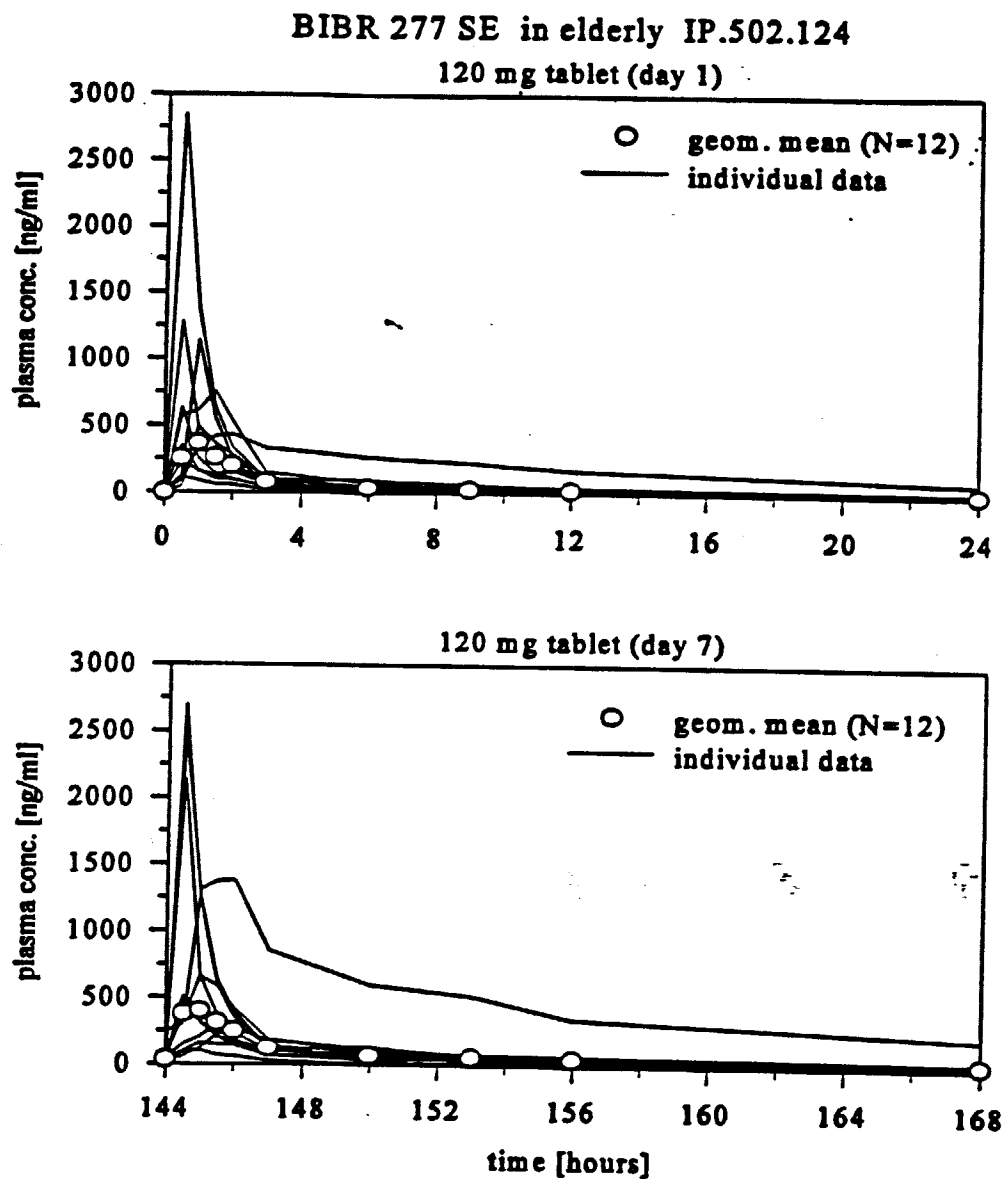 BIBR 277 SE in elderly IP.502.124
120 mg tablet (day 1)
3000
2500
2000
1500
1000
500
0
plasma conc. [ng/ml]
geom. mean (N=12)
individual data
0 4 8 12 16 20 24
120 mg tablet (day 7)
3000
2500
2000
1500
1000
500
0
plasma conc. [ng/ml]
geom. mean (N=12)
individual data
144 148 152 156 160 164 168
time [hours]